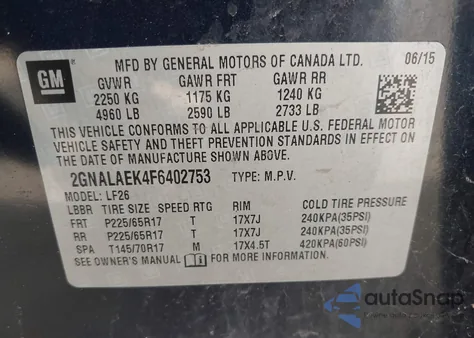 MFD BY GENERAL MOTORS OF CANADA LTD. 06/15
GM
GVWR GAWR FRT GAWR RR
2250 KG 1175 KG 1240 KG
4960 LB 2590 LB 2733 LB
THIS VEHICLE CONFORMS TO ALL APPLICABLE U.S. FEDERAL MOTOR
VEHICLE SAFETY AND THEFT PREVENTION STANDARDS IN EFFECT
ON THE DATE OF MANUFACTURE SHOWN ABOVE.
2GNALAEK4F6402753 TYPE: M.P.V.
MODEL: LF26
LBBR TIRE SIZE SPEED RTG RIM COLD TIRE PRESSURE
FRT P225/65R17 T 17X7J 240KPA(35PSI)
RR P225/65R17 T 17X7J 240KPA(35PSI)
SPA T145/70R17 M 17X4.5T 420KPA(60PSI)
SEE OWNER'S MANUAL FOR MORE INFORMATION.
autoSnap